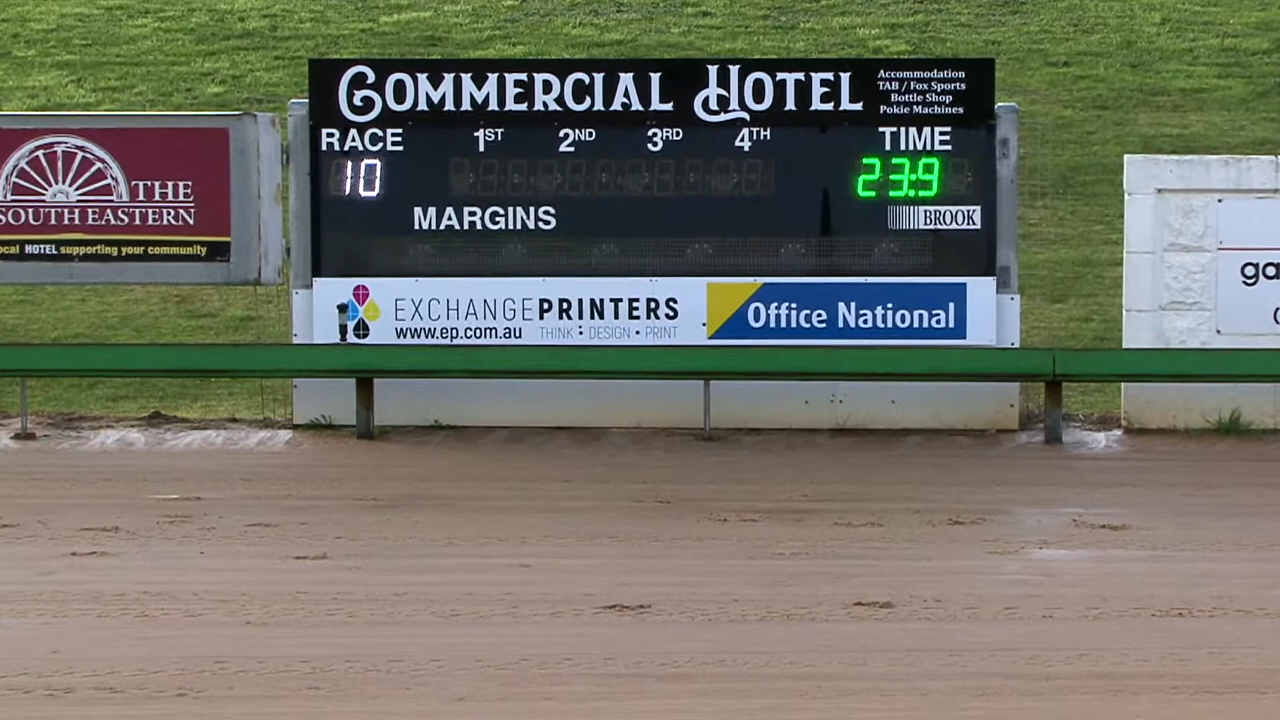 COMMERCIAL HOTEL
Accommodation
TAB / Fox Sports
Bottle Shop
Pokie Machines
RACE 1ST 2ND 3RD 4TH TIME
10 23:9
MARGINS
BROOK
THE
SOUTH EASTERN
ocal HOTEL supporting your community
EXCHANGEPRINTERS
www.ep.com.au THINK : DESIGN • PRINT
Office National
ga